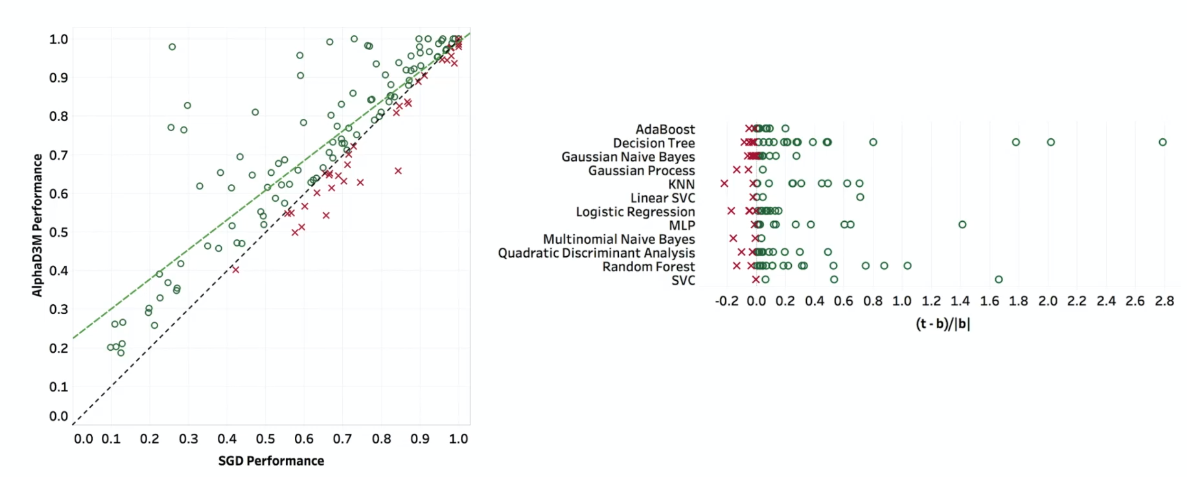 1.0
0.9
0.8
0.7
0.6
0.5
0.4
0.3
0.2
0.1
0.0
AlphaD3M Performance
0.0 0.1 0.2 0.3 0.4 0.5 0.6 0.7 0.8 0.9 1.0
SGD Performance
AdaBoost
Decision Tree
Gaussian Naive Bayes
Gaussian Process
KNN
Linear SVC
Logistic Regression
MLP
Multinomial Naive Bayes
Quadratic Discriminant Analysis
Random Forest
SVC
-0.2 0.0 0.2 0.4 0.6 0.8 1.0 1.2 1.4 1.6 1.8 2.0 2.2 2.4 2.6 2.8
(t - b)/|b|